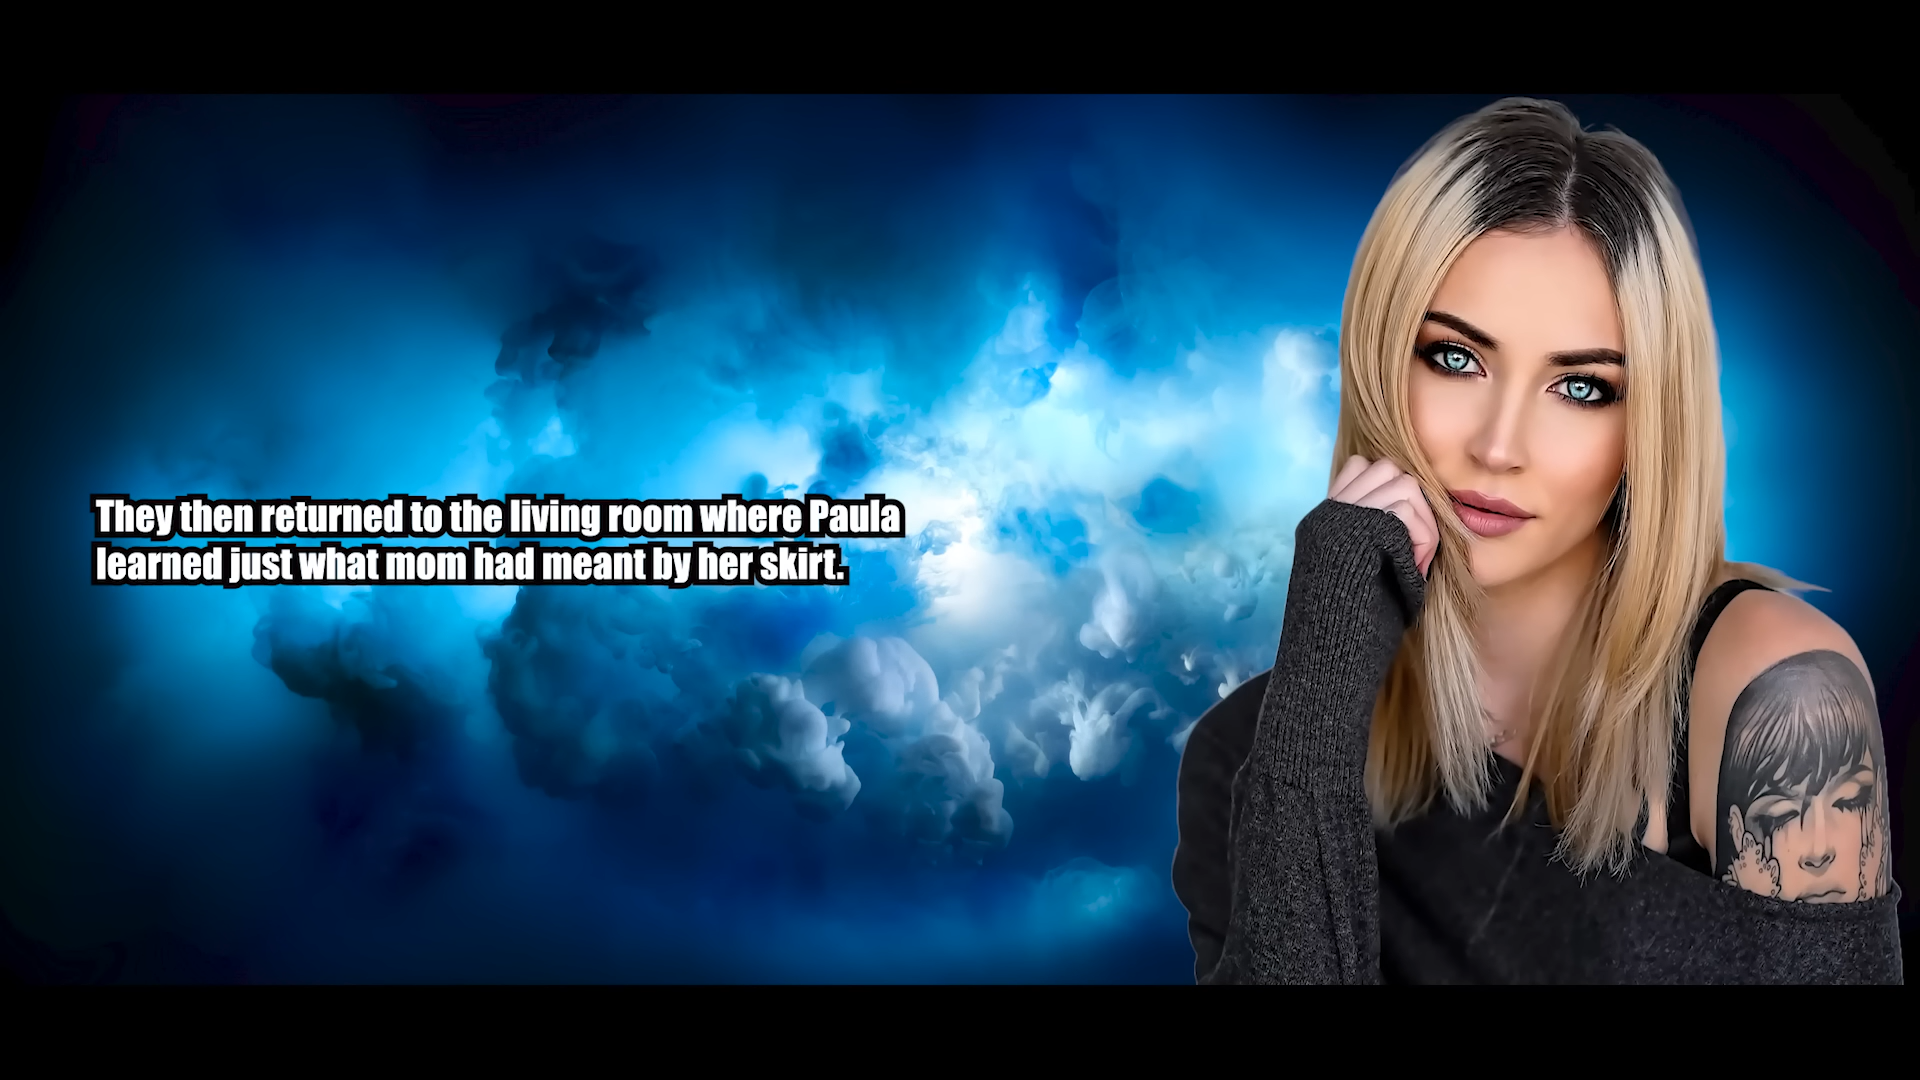 They then returned to the living room where Paula
learned just what mom had meant by her skirt.